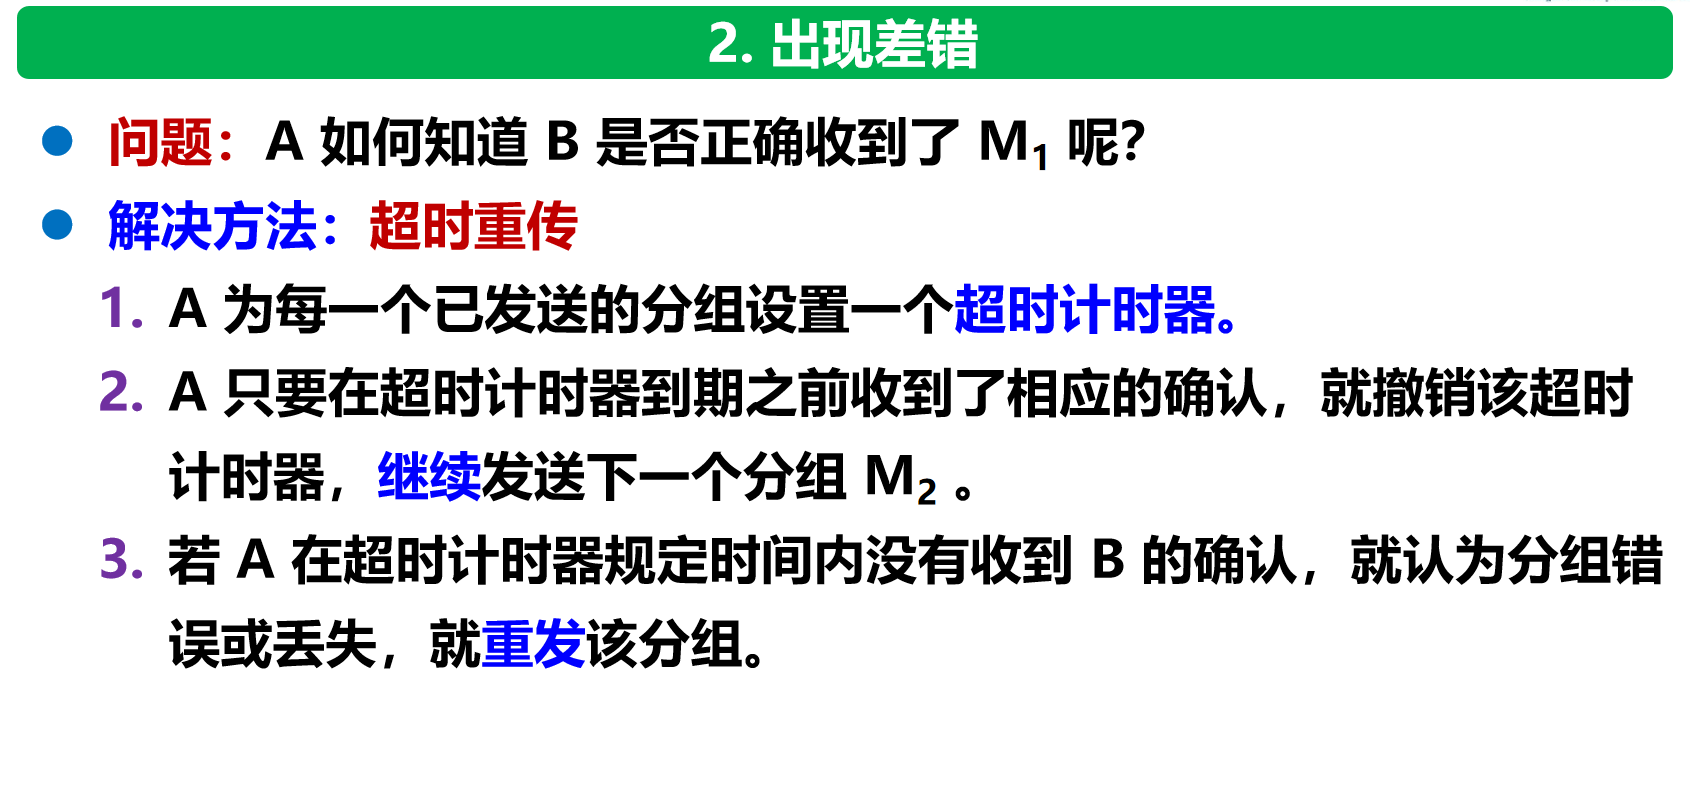 2. 出现差错
问题：A 如何知道 B 是否正确收到了 M₁ 呢？
解决方法：超时重传
1. A 为每一个已发送的分组设置一个超时计时器。
2. A 只要在超时计时器到期之前收到了相应的确认，就撤销该超时
计时器，继续发送下一个分组 M₂ 。
3. 若 A 在超时计时器规定时间内没有收到 B 的确认，就认为分组错
误或丢失，就重发该分组。